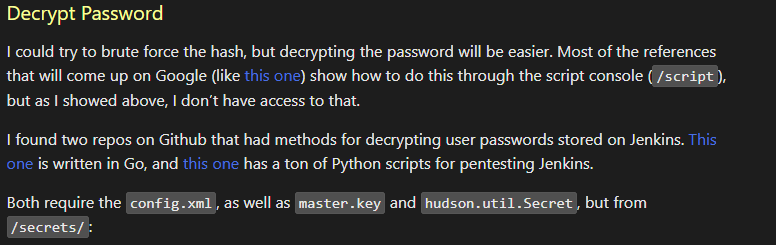 Decrypt Password
I could try to brute force the hash, but decrypting the password will be easier. Most of the references
that will come up on Google (like this one) show how to do this through the script console ( /script ),
but as I showed above, I don’t have access to that.
I found two repos on Github that had methods for decrypting user passwords stored on Jenkins. This
one is written in Go, and this one has a ton of Python scripts for pentesting Jenkins.
Both require the config.xml , as well as master.key and hudson.util.Secret , but from
/secrets/ :